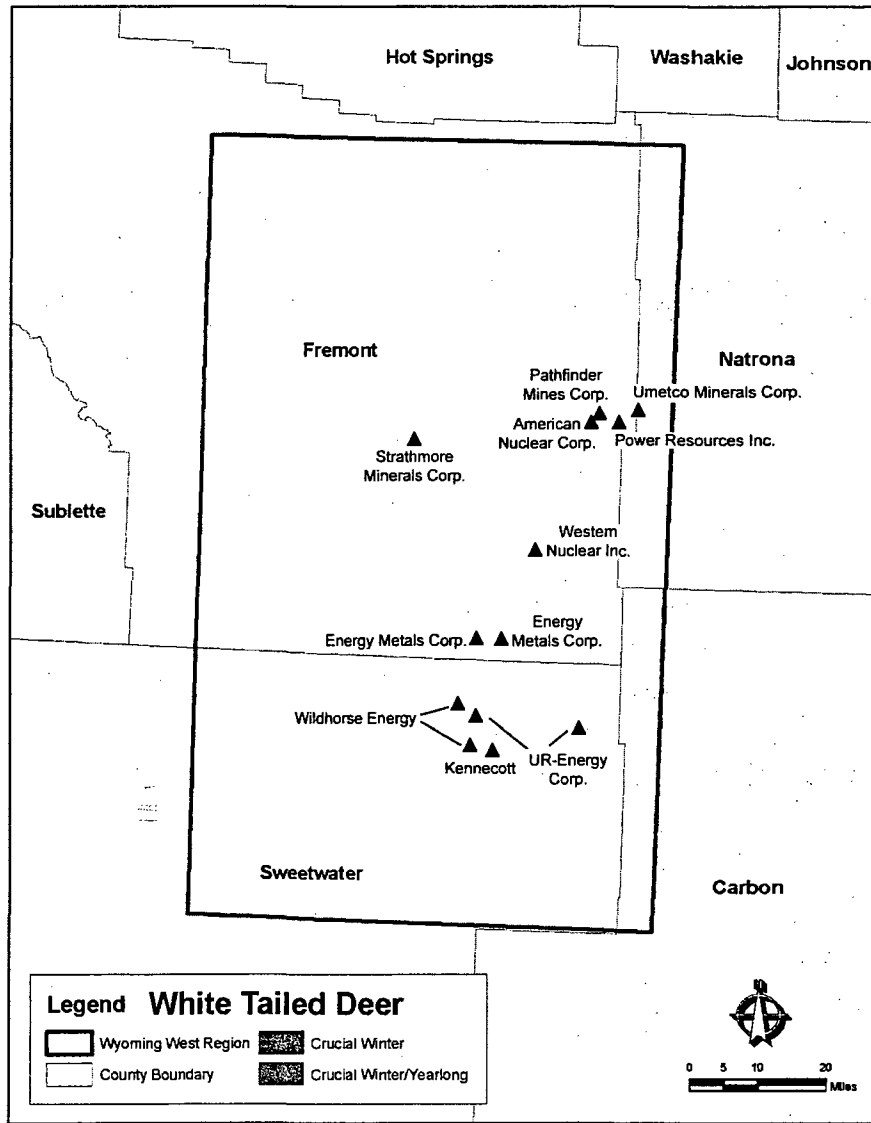 Hot Springs
Washakie
Johnson
Fremont
Natrona
Pathfinder
Mines Corp.
Umetco Minerals Corp.
American
Nuclear Corp.
Power Resources Inc.
Strathmore
Minerals Corp.
Sublette
Western
Nuclear Inc.
Energy Metals Corp.
Energy
Metals Corp.
Wildhorse Energy
Kennecott
UR-Energy
Corp.
Sweetwater
Carbon
Legend White Tailed Deer
Wyoming West Region
Crucial Winter
County Boundary
Crucial Winter/Yearlong
N
0 5 10 20
Miles